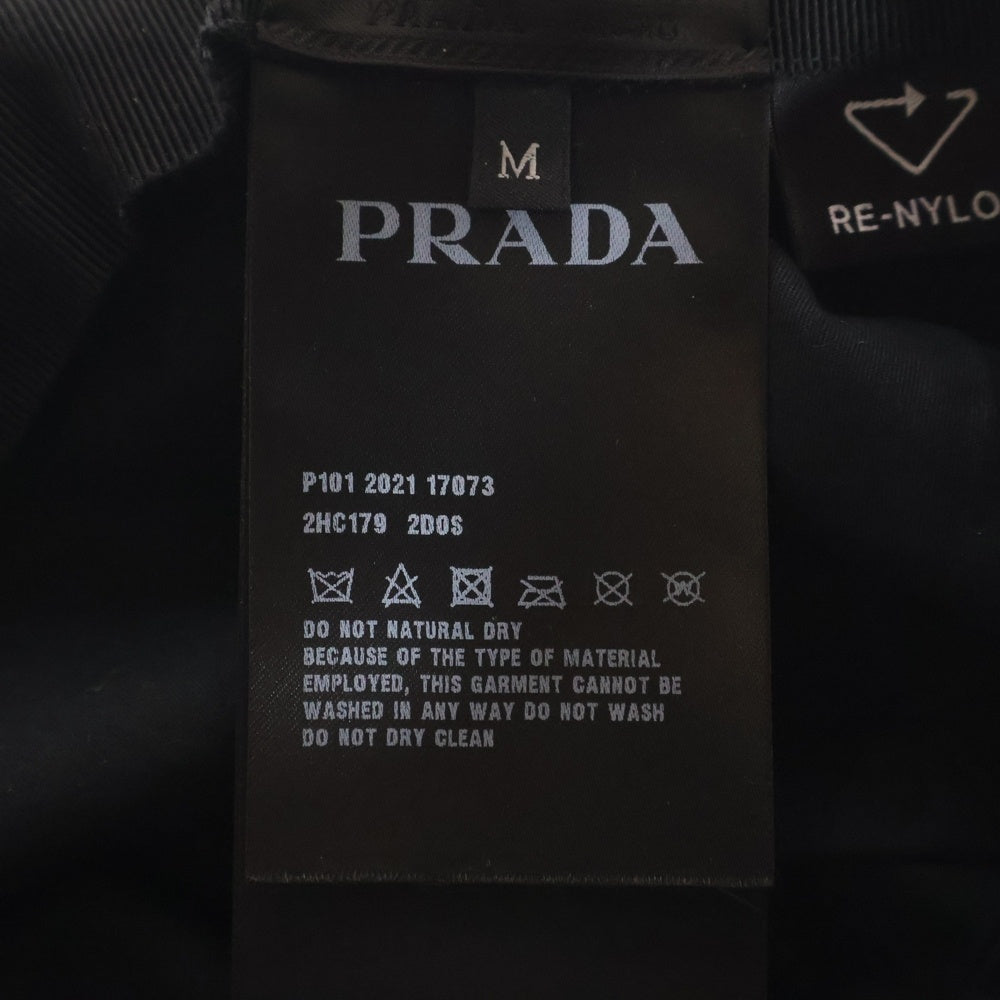 M
PRADA
RE-NYLO
P101 2021 17073
2HC179 2DOS
DO NOT NATURAL DRY
BECAUSE OF THE TYPE OF MATERIAL
EMPLOYED, THIS GARMENT CANNOT BE
WASHED IN ANY WAY DO NOT WASH
DO NOT DRY CLEAN